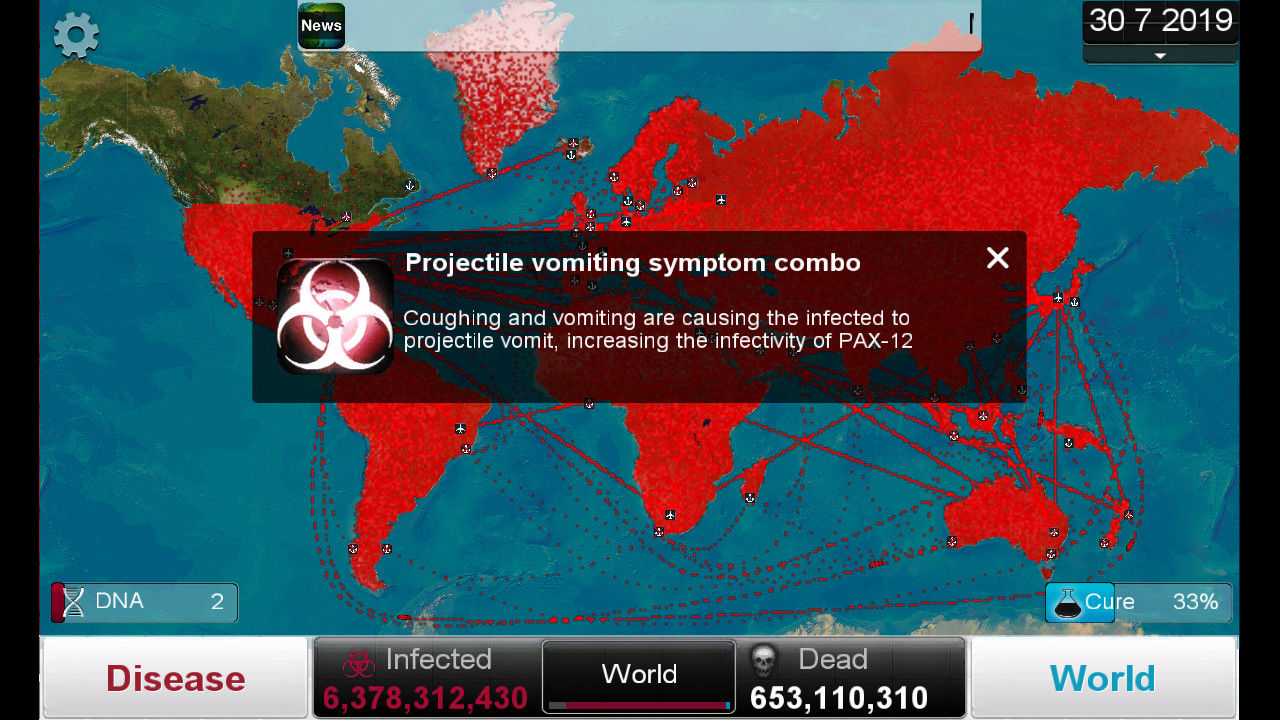 News
30 7 2019
Projectile vomiting symptom combo
Coughing and vomiting are causing the infected to
projectile vomit, increasing the infectivity of PAX-12
DNA 2
Cure 33%
Disease
Infected
6,378,312,430
World
Dead
653,110,310
World